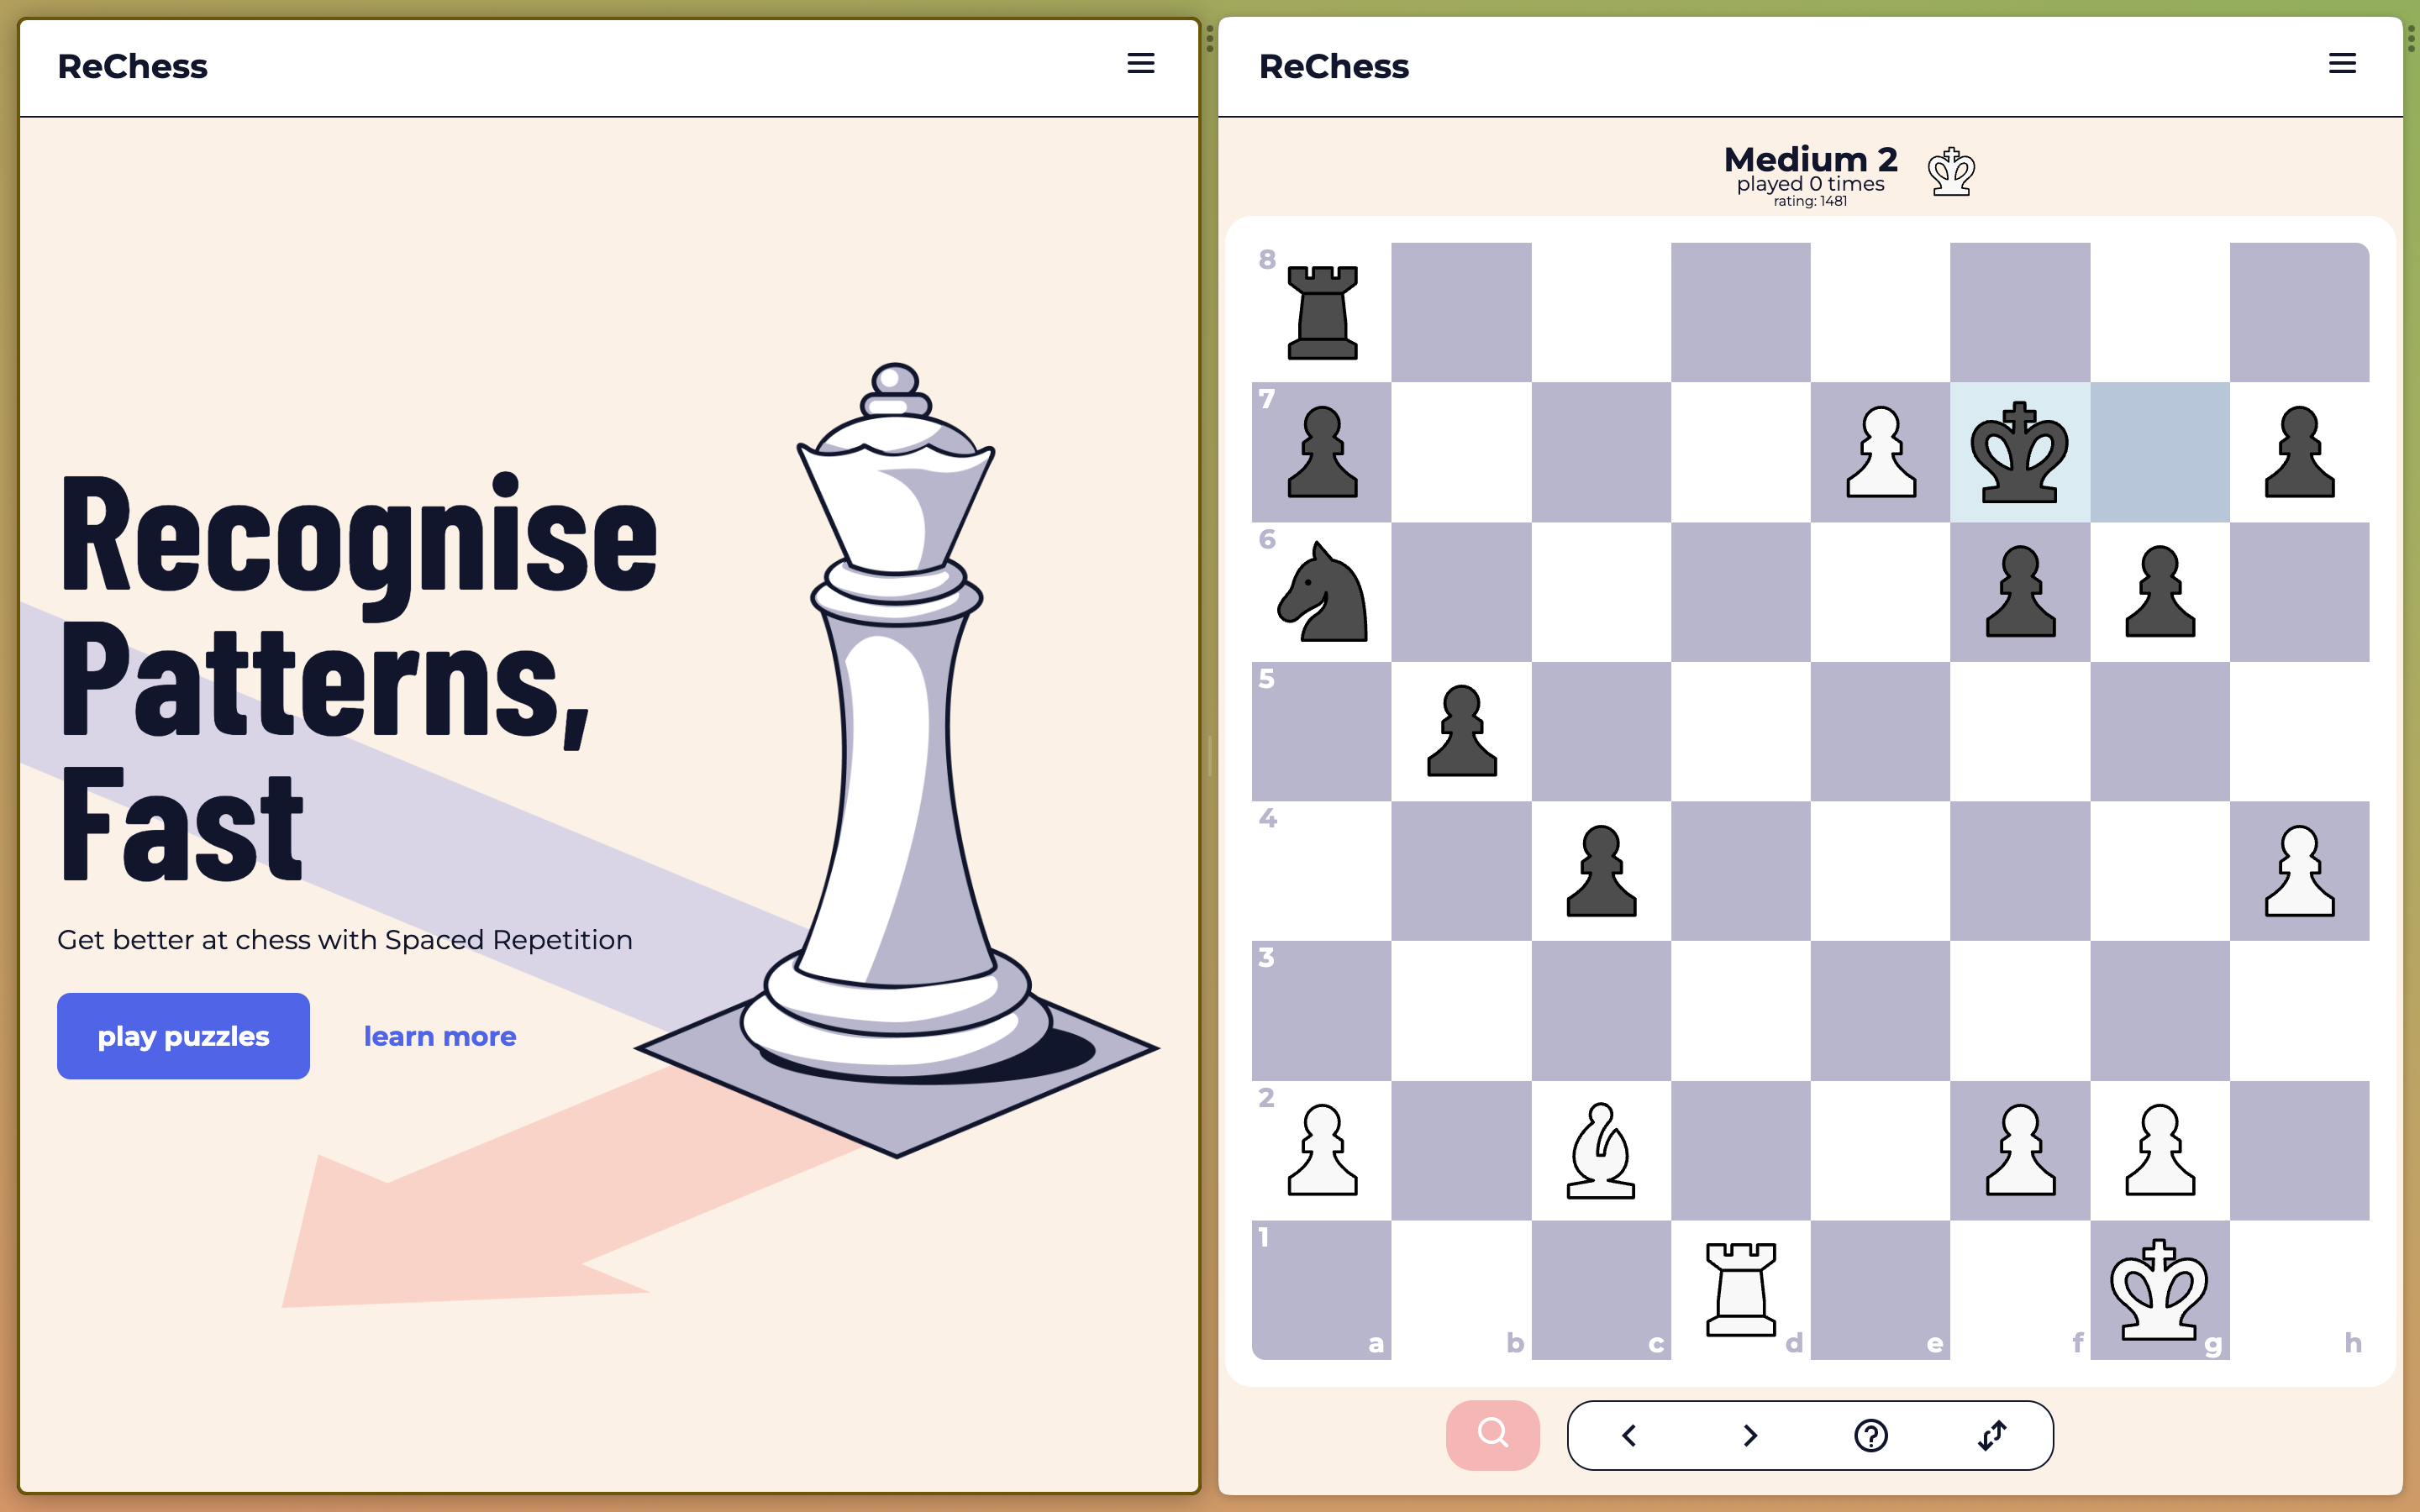 ReChess
Recognise
Patterns,
Fast
Get better at chess with Spaced Repetition
play puzzles
learn more
ReChess
Medium 2
played 0 times
rating: 1481
8
7
6
5
4
3
2
1
a b c d e f g h